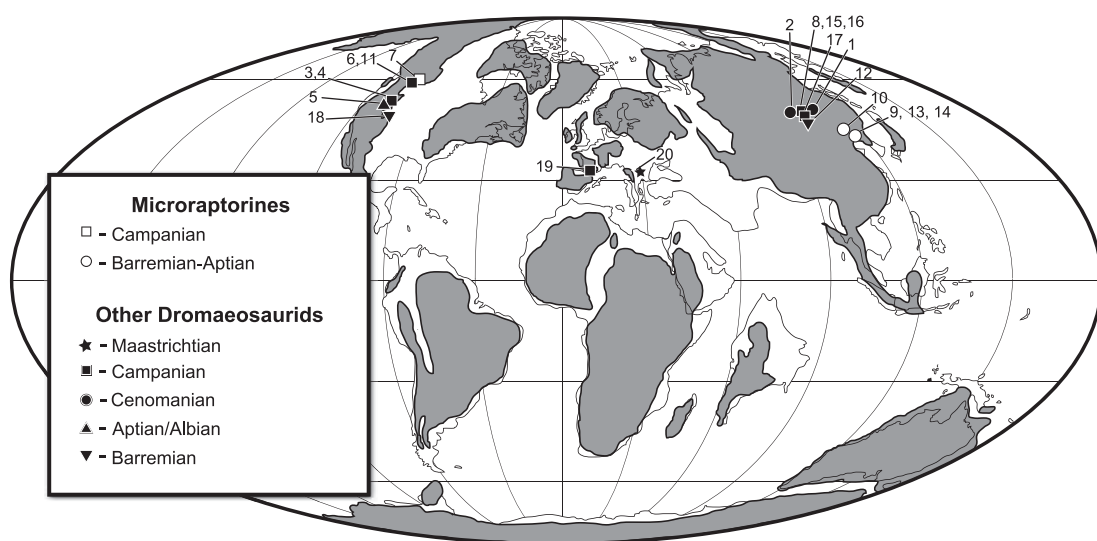 2
8,15,16
17
1
12
10
9, 13, 14
7
6,11
3,4
5
18
19
20
Microraptorines
- Campanian
- Barremian-Aptian
Other Dromaeosaurids
- Maastrichtian
- Campanian
- Cenomanian
- Aptian/Albian
- Barremian